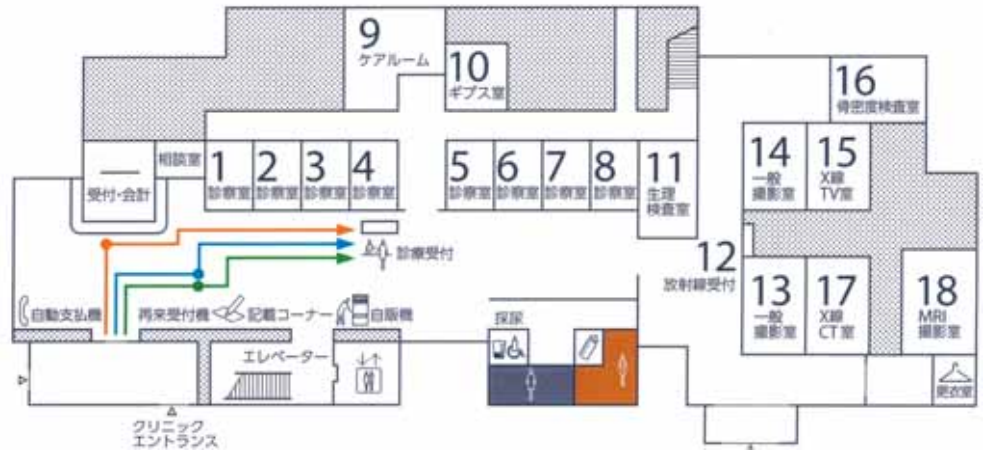 9
ケアルーム
10
ギプス室
16
骨密度検査室
受付・会計
相談室
1
診察室
2
診察室
3
診察室
4
診察室
5
診察室
6
診察室
7
診察室
8
診察室
11
生理
検査室
14
一般
撮影室
15
X線
TV室
診療受付
12
放射線受付
13
一般
撮影室
17
X線
CT室
18
MRI
撮影室
自動支払機
再来受付機
記載コーナー
自販機
採尿
エレベーター
更衣室
クリニック
エントランス